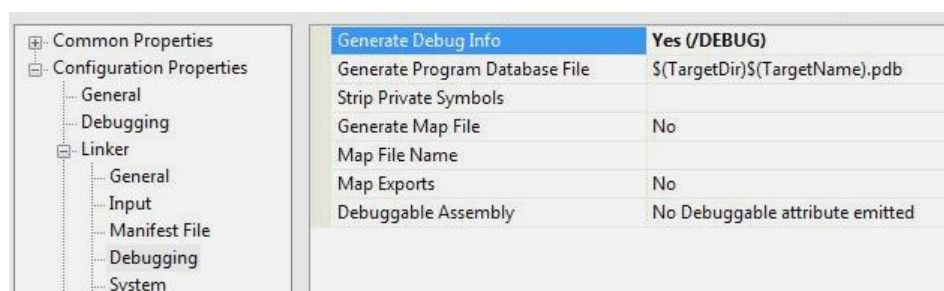 Common Properties
Configuration Properties
General
Debugging
Linker
General
Input
Manifest File
Debugging
System
Generate Debug Info Yes (/DEBUG)
Generate Program Database File $(TargetDir)$(TargetName).pdb
Strip Private Symbols
Generate Map File No
Map File Name
Map Exports No
Debuggable Assembly No Debuggable attribute emitted